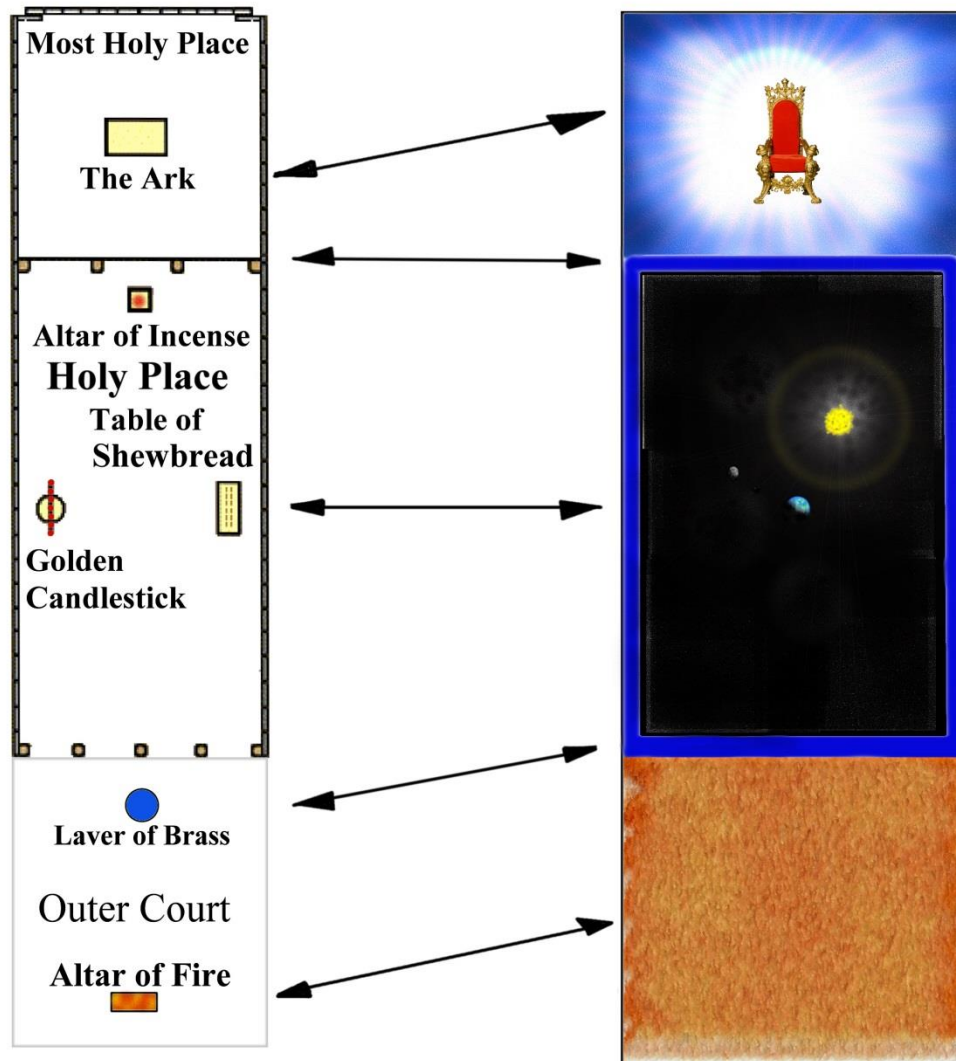 Most Holy Place
The Ark
Altar of Incense
Holy Place
Table of
Shewbread
Golden
Candlestick
Laver of Brass
Outer Court
Altar of Fire